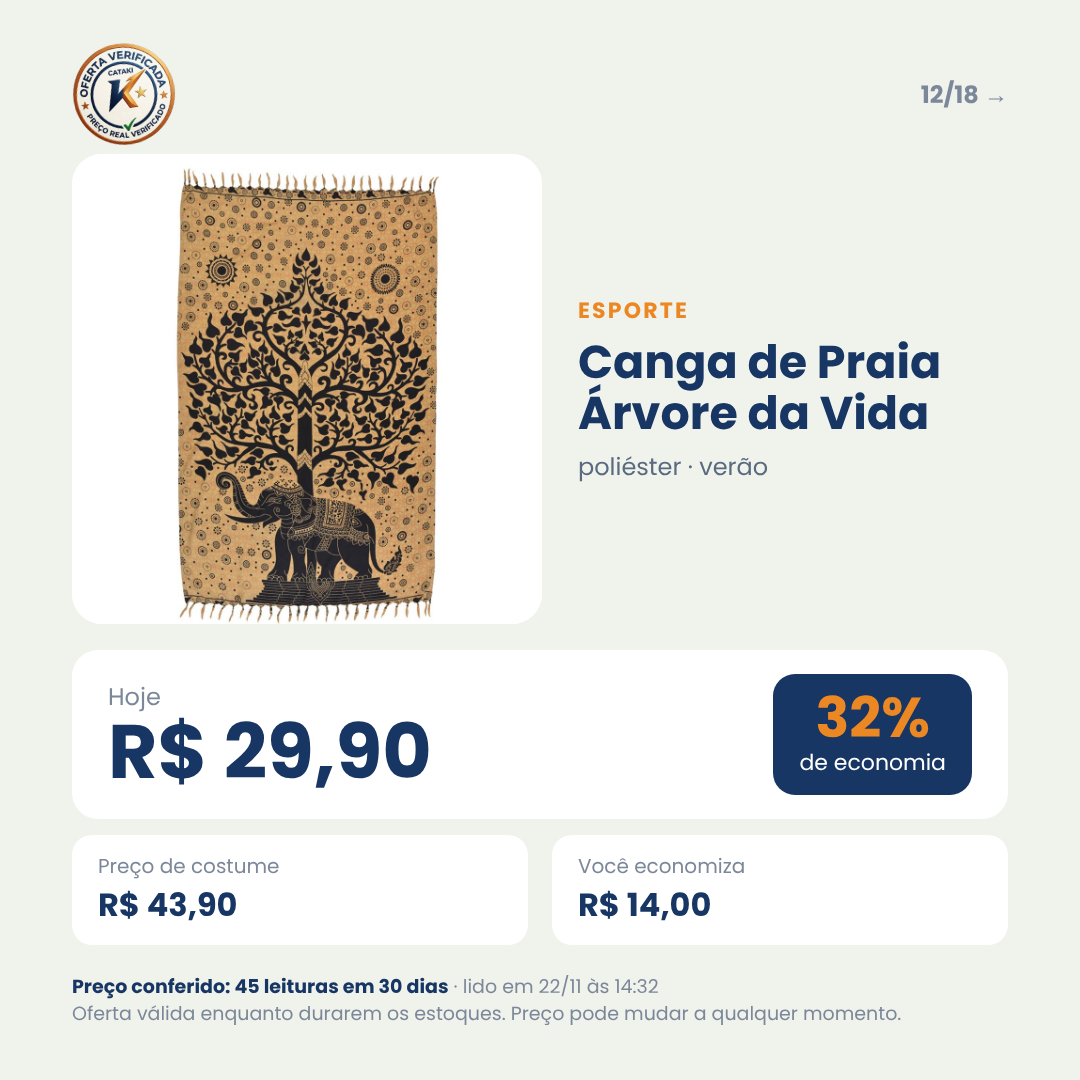 OFERTA VERIFICADA
CATAKI
K
PREÇO REAL VERIFICADO
12/18 →
ESPORTE
Canga de Praia
Árvore da Vida
poliéster · verão
Hoje
R$ 29,90
32%
de economia
Preço de costume
R$ 43,90
Você economiza
R$ 14,00
Preço conferido: 45 leituras em 30 dias · lido em 22/11 às 14:32
Oferta válida enquanto durarem os estoques. Preço pode mudar a qualquer momento.